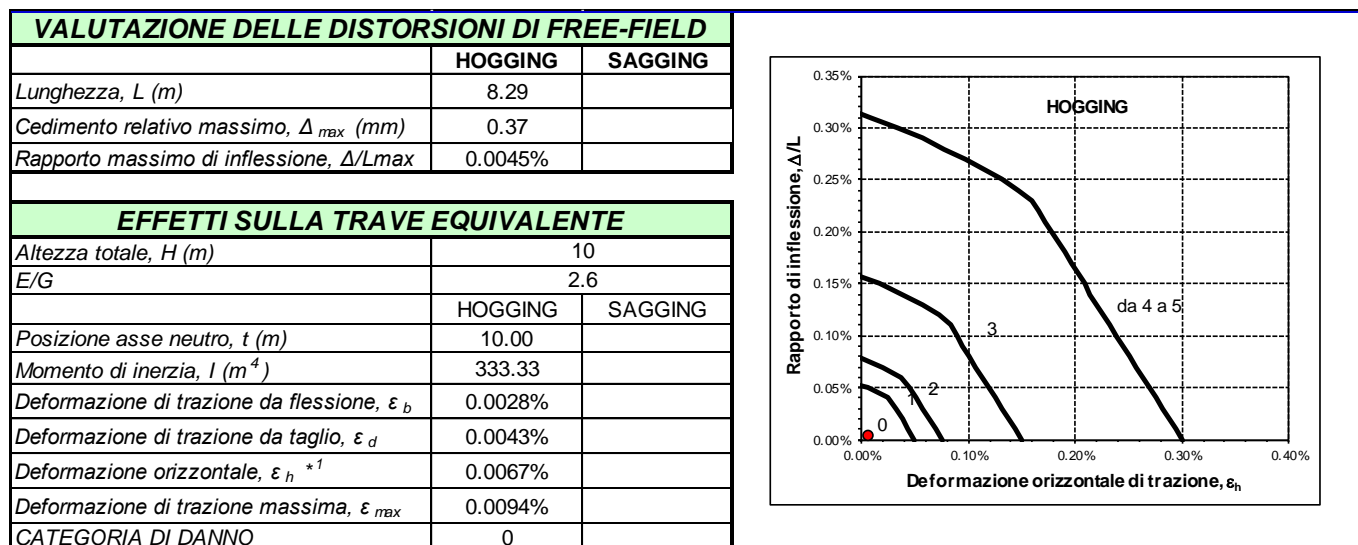 VALUTAZIONE DELLE DISTORSIONI DI FREE-FIELD
HOGGING SAGGING
Lunghezza, L (m) 8.29
Cedimento relativo massimo, Δ max (mm) 0.37
Rapporto massimo di inflessione, Δ/Lmax 0.0045%
EFFETTI SULLA TRAVE EQUIVALENTE
Altezza totale, H (m) 10
E/G 2.6
HOGGING SAGGING
Posizione asse neutro, t (m) 10.00
Momento di inerzia, I (m⁴) 333.33
Deformazione di trazione da flessione, ε b 0.0028%
Deformazione di trazione da taglio, ε d 0.0043%
Deformazione orizzontale, ε h *1 0.0067%
Deformazione di trazione massima, ε max 0.0094%
CATEGORIA DI DANNO 0
HOGGING
Rapporto di inflessione, Δ/L
0.35%
0.30%
0.25%
0.20%
0.15%
0.10%
0.05%
0.00%
da 4 a 5
3
2
1
0
0.00% 0.10% 0.20% 0.30% 0.40%
Deformazione orizzontale di trazione, εh